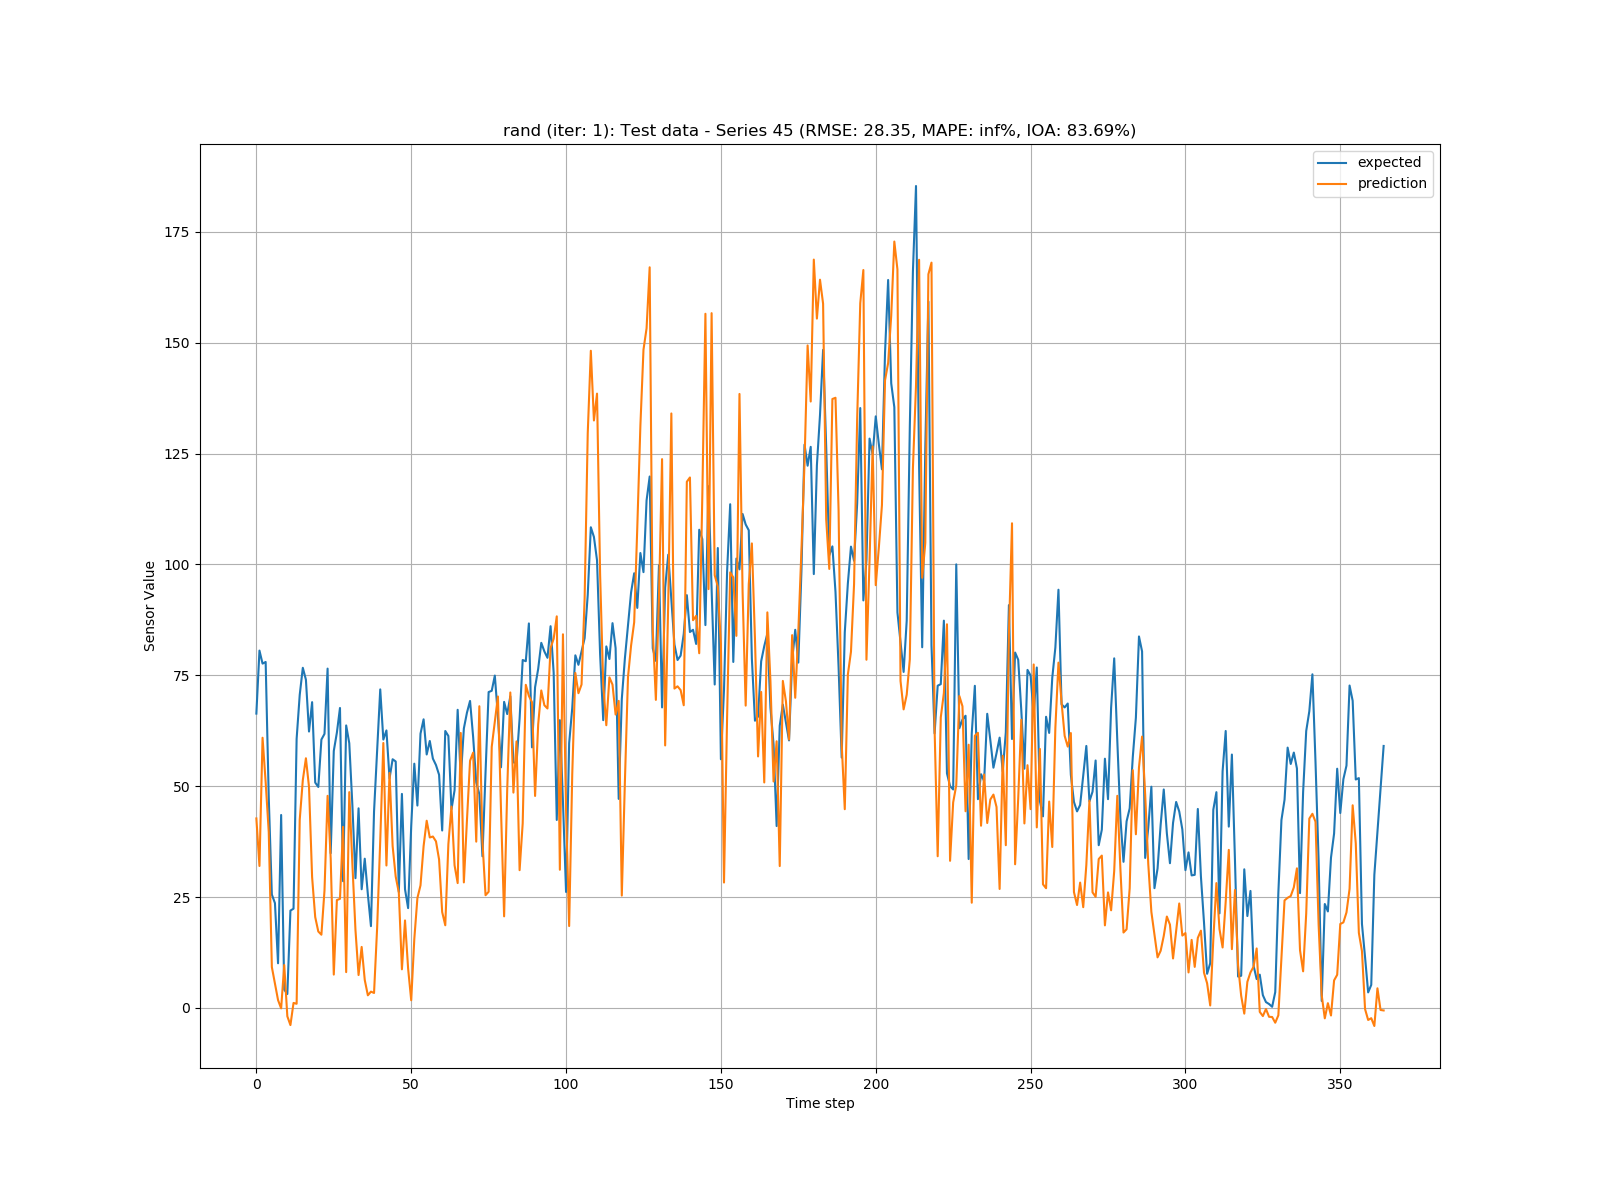 rand (iter: 1): Test data - Series 45 (RMSE: 28.35, MAPE: inf%, IOA: 83.69%)
expected
prediction
175
150
125
100
75
50
25
0
Sensor Value
0 50 100 150 200 250 300 350
Time step